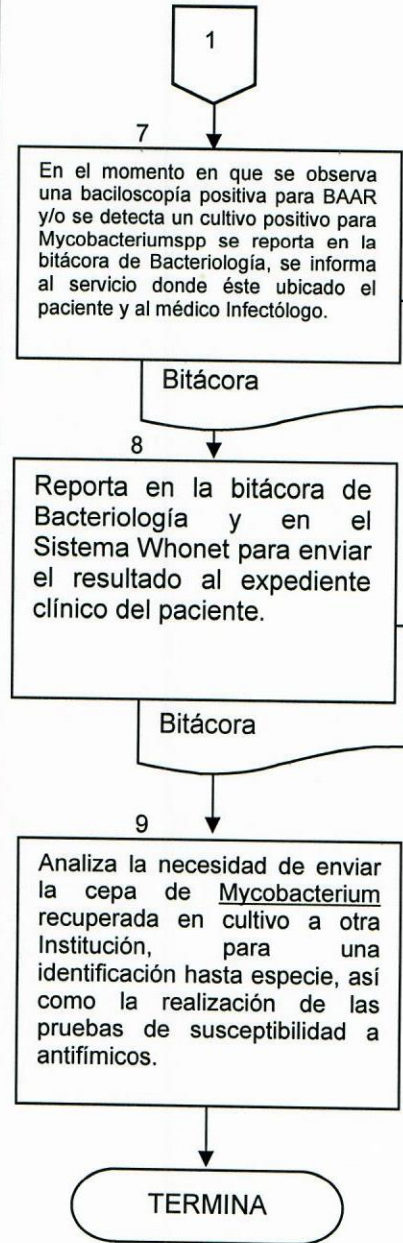 1
7
En el momento en que se observa
una baciloscopía positiva para BAAR
y/o se detecta un cultivo positivo para
Mycobacteriumspp se reporta en la
bitácora de Bacteriología, se informa
al servicio donde éste ubicado el
paciente y al médico Infectólogo.
Bitácora
8
Reporta en la bitácora de
Bacteriología y en el
Sistema Whonet para enviar
el resultado al expediente
clínico del paciente.
Bitácora
9
Analiza la necesidad de enviar
la cepa de Mycobacterium
recuperada en cultivo a otra
Institución, para una
identificación hasta especie, así
como la realización de las
pruebas de susceptibilidad a
antifímicos.
TERMINA